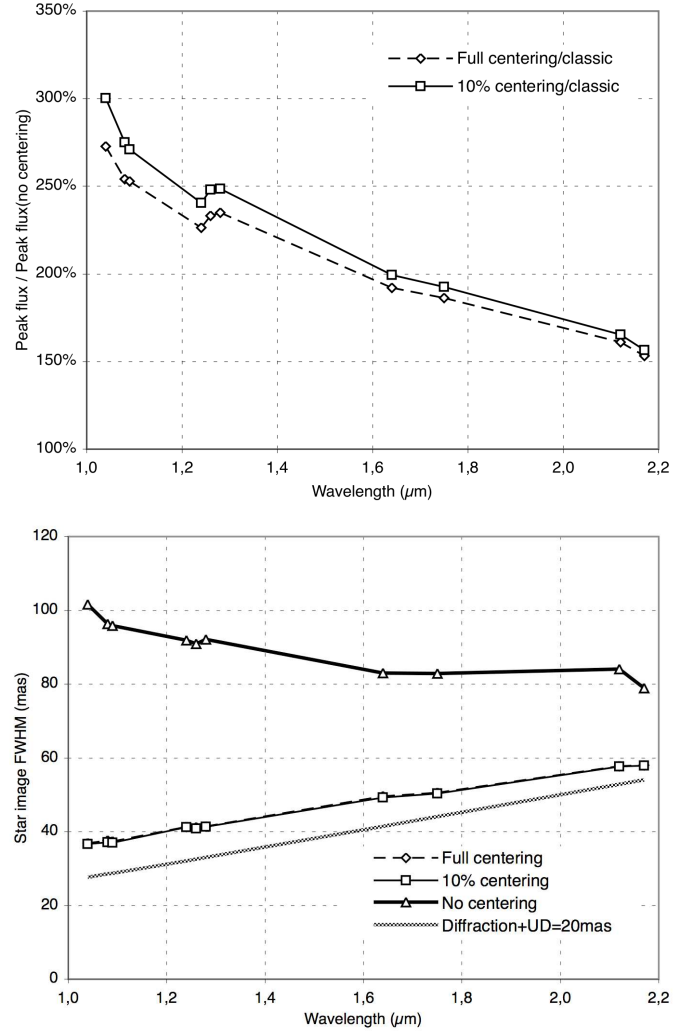 350%
300%
250%
200%
150%
100%
Peak flux / Peak flux(no centering)
Full centering/classic
10% centering/classic
1,0 1,2 1,4 1,6 1,8 2,0 2,2
Wavelength (µm)
120
100
80
60
40
20
0
Star image FWHM (mas)
Full centering
10% centering
No centering
Diffraction+UD=20mas
1,0 1,2 1,4 1,6 1,8 2,0 2,2
Wavelength (µm)